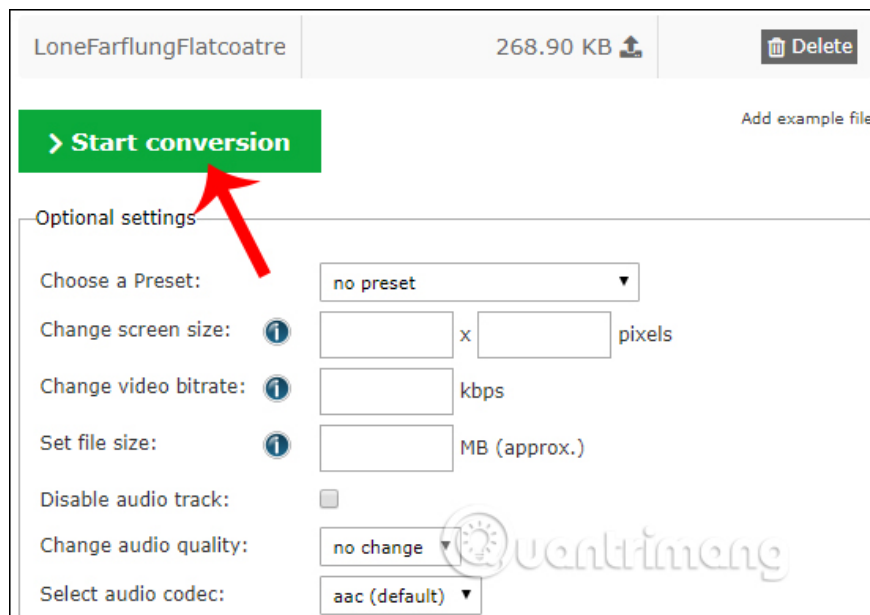 LoneFarflungFlatcoatre 268.90 KB Delete
Add example file
Start conversion
Optional settings
Choose a Preset: no preset
Change screen size: x pixels
Change video bitrate: kbps
Set file size: MB (approx.)
Disable audio track:
Change audio quality: no change
Quantrimang
Select audio codec: aac (default)